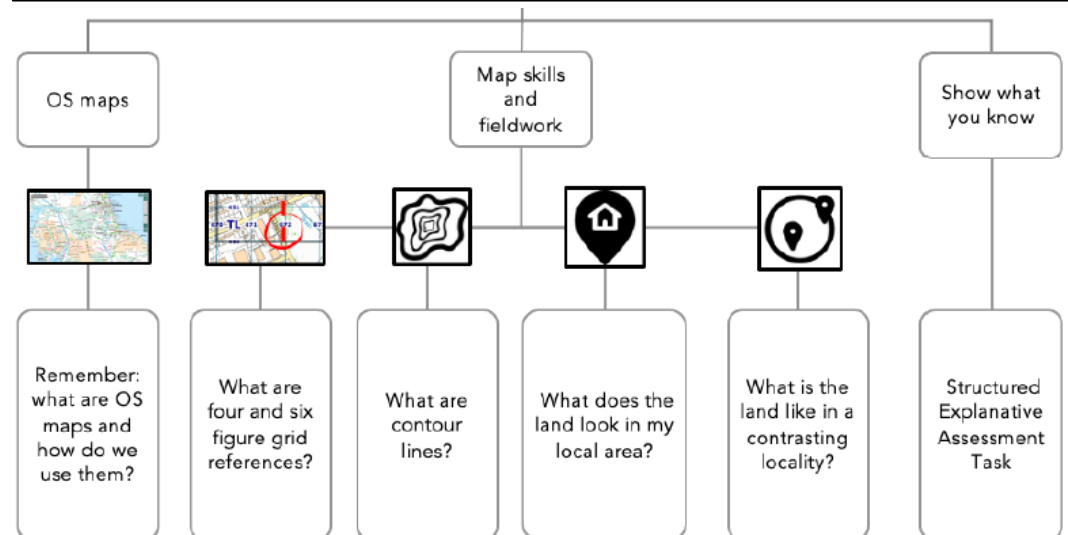 OS maps
Map skills
and
fieldwork
Show what
you know
TL
Remember:
what are OS
maps and
how do we
use them?
What are
four and six
figure grid
references?
What are
contour
lines?
What does the
land look in my
local area?
What is the
land like in a
contrasting
locality?
Structured
Explanative
Assessment
Task